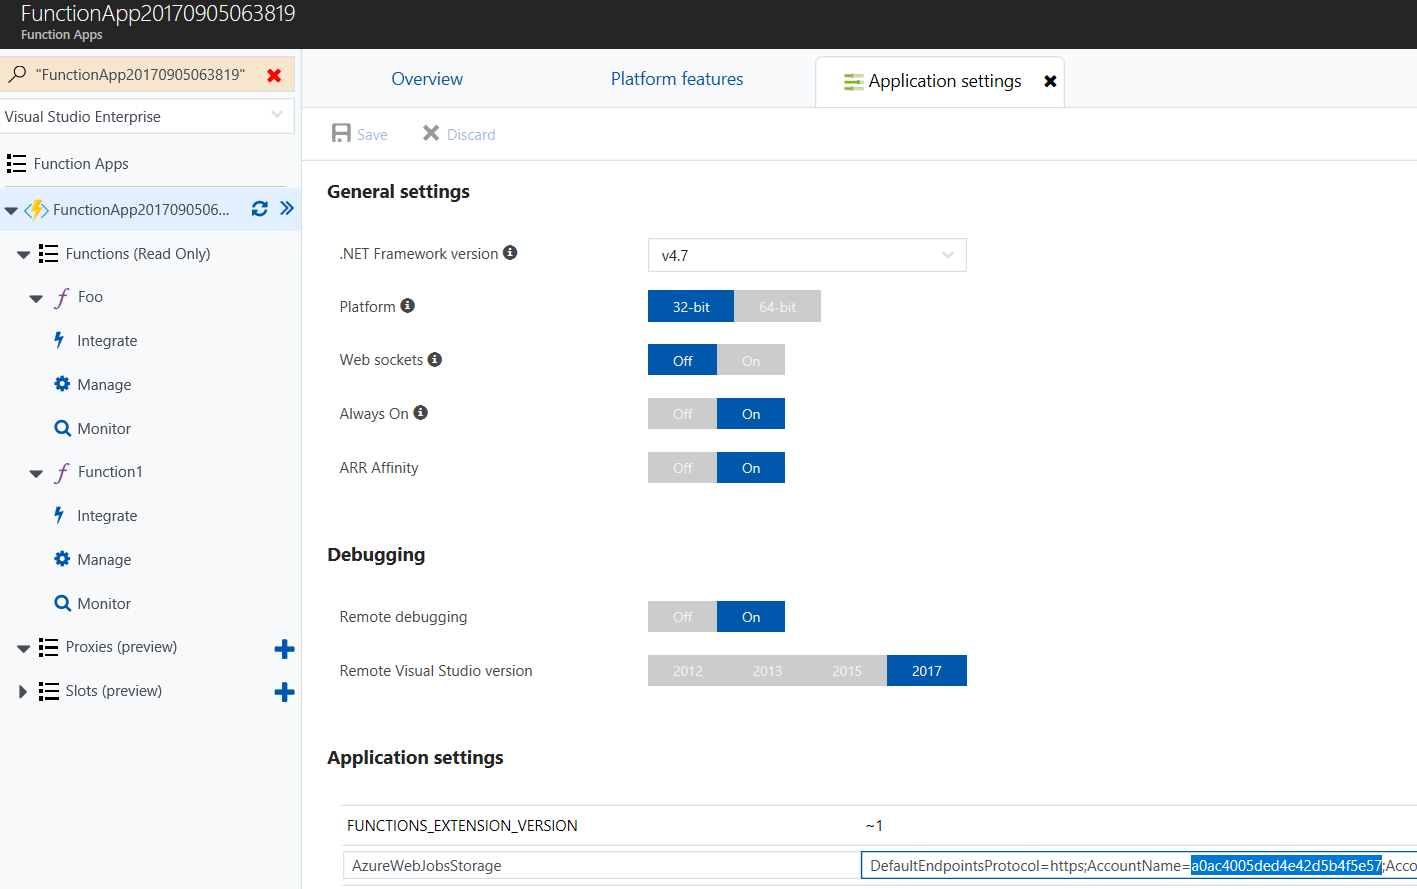 FunctionApp20170905063819
Function Apps
"FunctionApp20170905063819"
Visual Studio Enterprise
Function Apps
FunctionApp2017090506...
Functions (Read Only)
Foo
Integrate
Manage
Monitor
Function1
Integrate
Manage
Monitor
Proxies (preview)
Slots (preview)
Overview
Platform features
Application settings
Save
Discard
General settings
.NET Framework version
v4.7
Platform
32-bit
64-bit
Web sockets
Off
On
Always On
Off
On
ARR Affinity
Off
On
Debugging
Remote debugging
Off
On
Remote Visual Studio version
2012
2013
2015
2017
Application settings
FUNCTIONS_EXTENSION_VERSION
~1
AzureWebJobsStorage
DefaultEndpointsProtocol=https;AccountName=a0ac4005ded4e42d5b4f5e57;Acco